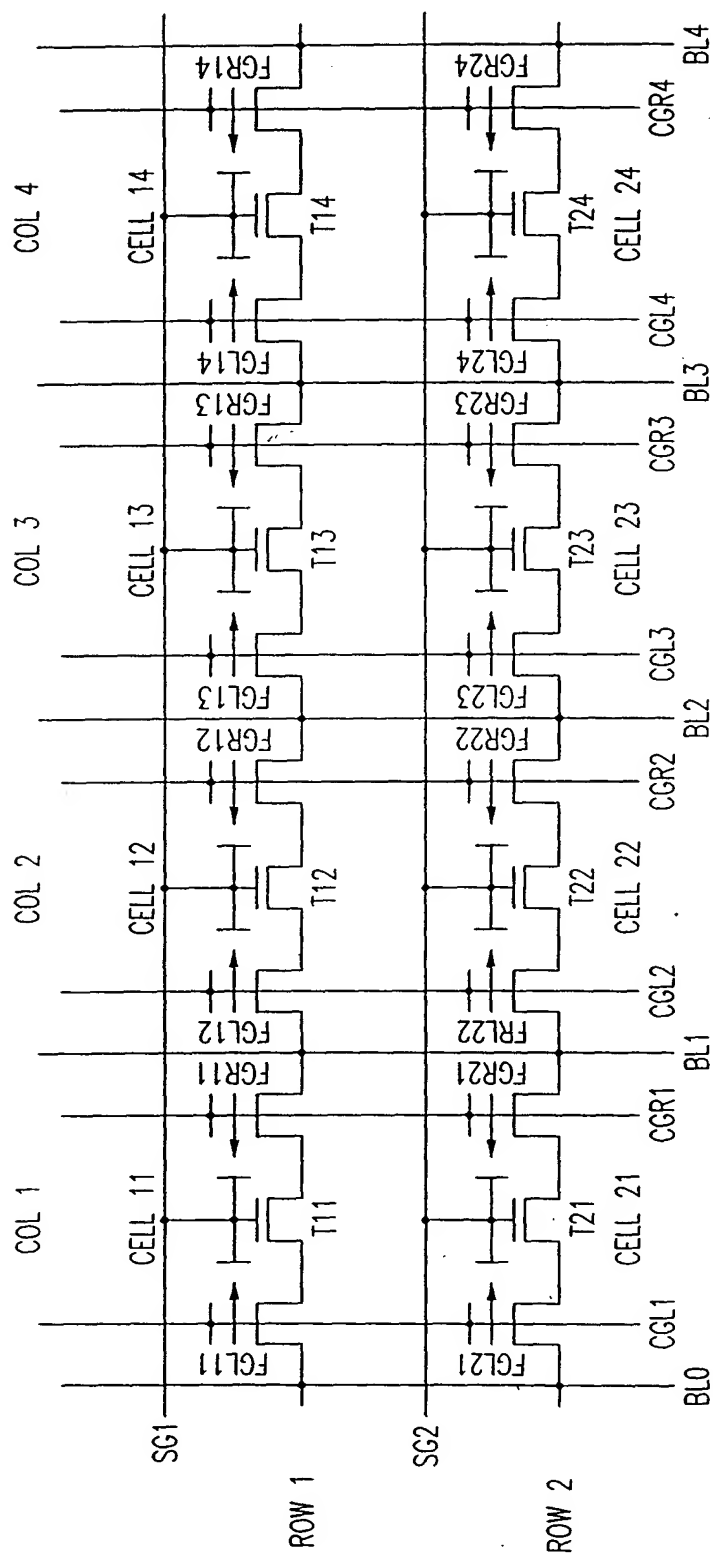 COL 1 COL 2 COL 3 COL 4
CELL 11 CELL 12 CELL 13 CELL 14
SG1
FGL11 FGR11 FGL12 FGR12 FGL13 FGR13 FGL14 FGR14
T11 T12 T13 T14
ROW 1
SG2
FGL21 FGR21 FRL22 FGR22 FGL23 FGR23 FGL24 FGR24
T21 T22 T23 T24
ROW 2
CELL 21 CELL 22 CELL 23 CELL 24
CGL1 CGR1 CGL2 CGR2 CGL3 CGR3 CGL4 CGR4
BL0 BL1 BL2 BL3 BL4